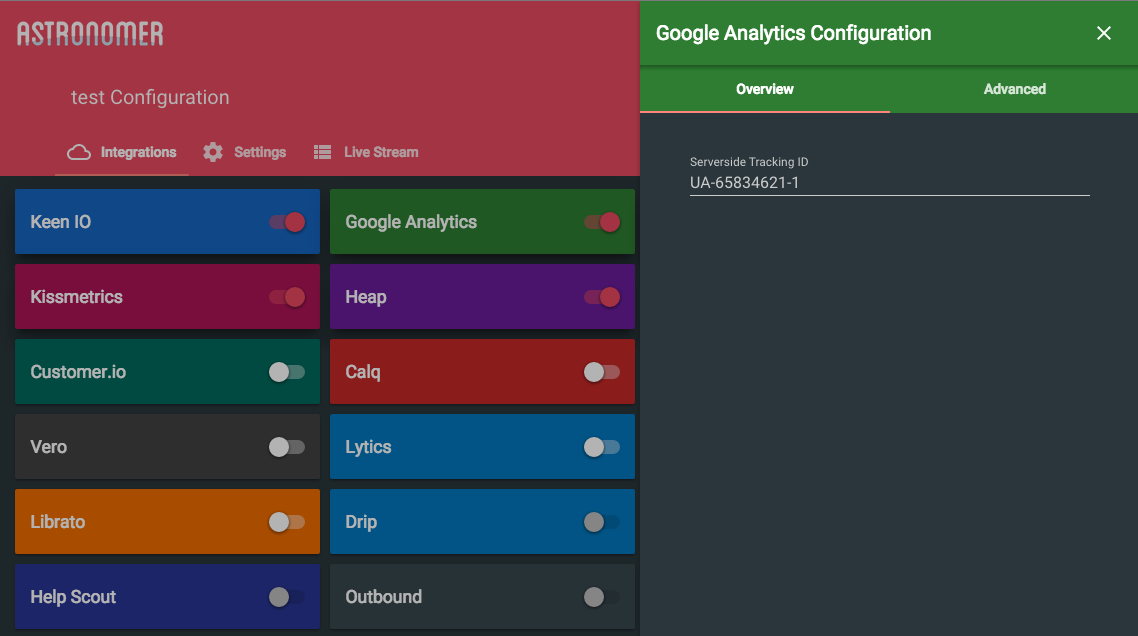 ASTRONOMER
test Configuration
Integrations Settings Live Stream
Keen IO Google Analytics
Kissmetrics Heap
Customer.io Calq
Vero Lytics
Librato Drip
Help Scout Outbound
Google Analytics Configuration
Overview Advanced
Serverside Tracking ID
UA-65834621-1